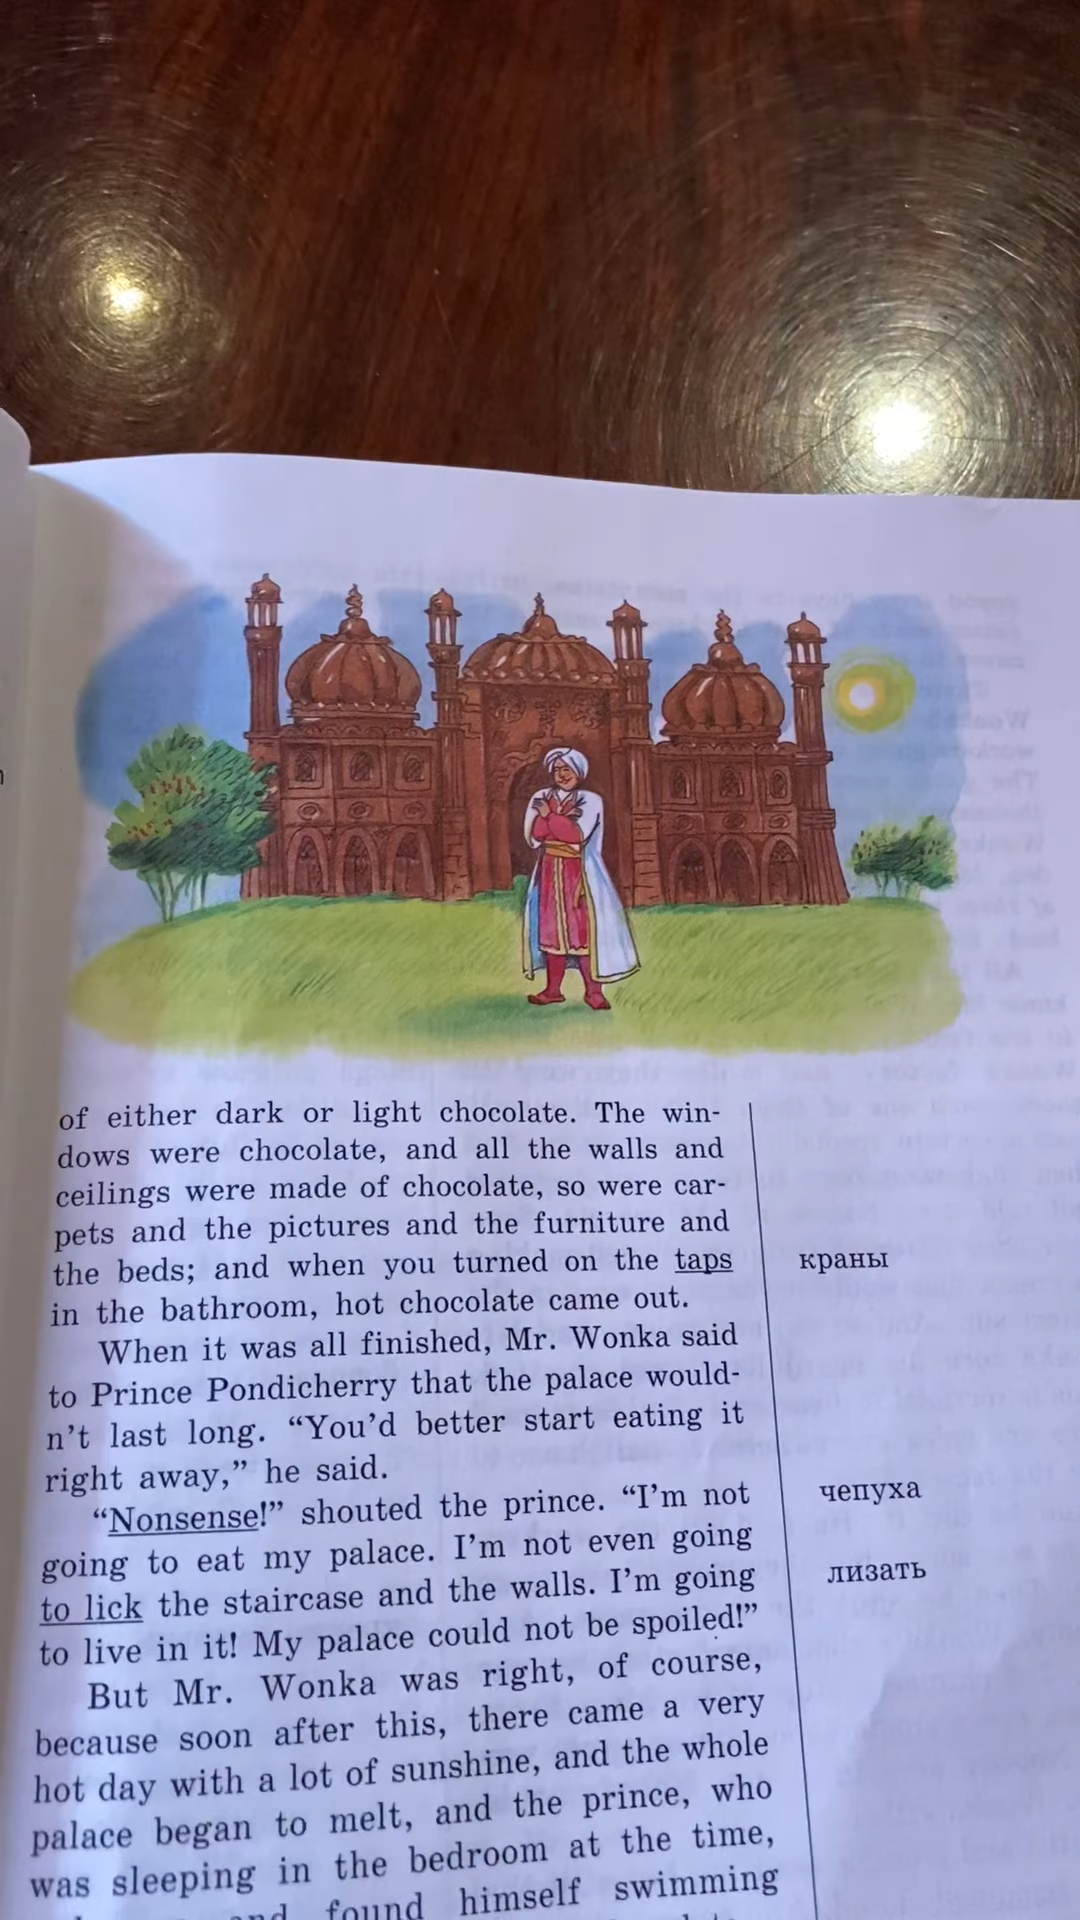 of either dark or light chocolate. The win-
dows were chocolate, and all the walls and
ceilings were made of chocolate, so were car-
pets and the pictures and the furniture and
the beds; and when you turned on the taps
краны
in the bathroom, hot chocolate came out.
When it was all finished, Mr. Wonka said
to Prince Pondicherry that the palace would-
n’t last long. “You’d better start eating it
right away,” he said.
“Nonsense!” shouted the prince. “I’m not
чепуха
going to eat my palace. I’m not even going
to lick the staircase and the walls. I’m going
лизать
to live in it! My palace could not be spoiled!”
But Mr. Wonka was right, of course,
because soon after this, there came a very
hot day with a lot of sunshine, and the whole
palace began to melt, and the prince, who
was sleeping in the bedroom at the time,
found himself swimming